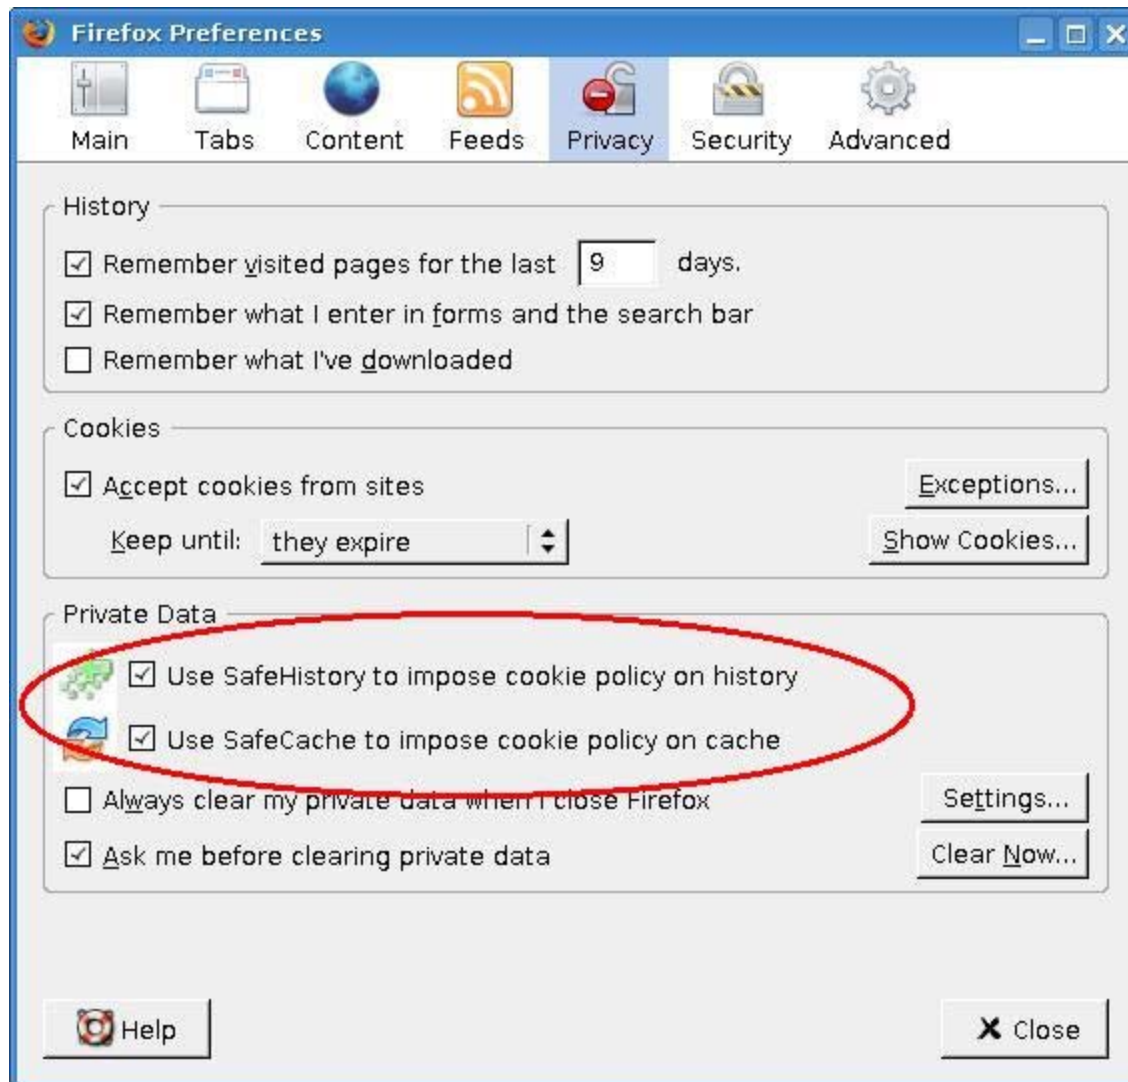 Firefox Preferences
Main Tabs Content Feeds Privacy Security Advanced
History
Remember visited pages for the last 9 days.
Remember what I enter in forms and the search bar
Remember what I've downloaded
Cookies
Accept cookies from sites Exceptions...
Keep until: they expire Show Cookies...
Private Data
Use SafeHistory to impose cookie policy on history
Use SafeCache to impose cookie policy on cache
Always clear my private data when I close Firefox Settings...
Ask me before clearing private data Clear Now...
Help Close